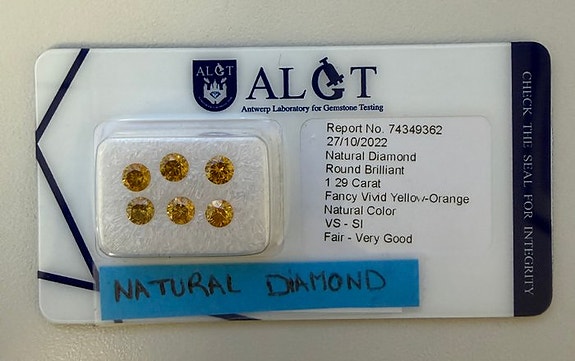 ALGT
ALGT
Antwerp Laboratory for Gemstone Testing
Report No. 74349362
27/10/2022
Natural Diamond
Round Brilliant
1 29 Carat
Fancy Vivid Yellow-Orange
Natural Color
VS - SI
Fair - Very Good
CHECK THE SEAL FOR INTEGRITY
NATURAL DIAMOND